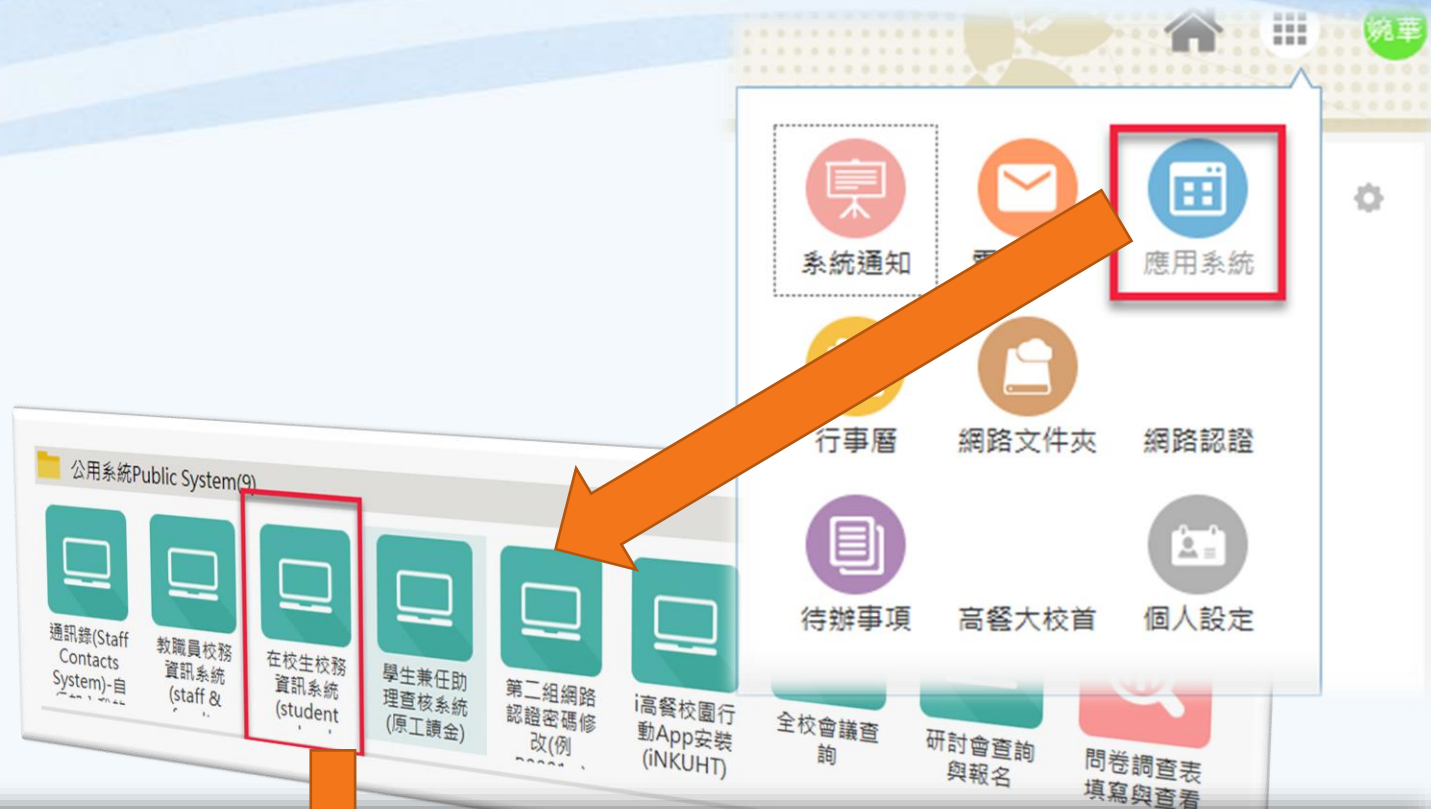 婉華
系統通知
應用系統
行事曆
網路文件夾
網路認證
待辦事項
高餐大校首
個人設定
公用系統Public System(9)
通訊錄(Staff
Contacts
System)-自
教職員校務
資訊系統
(staff &
在校生校務
資訊系統
(student
學生兼任助
理查核系統
(原工讀金)
第二組網路
認證密碼修
改(例
i高餐校園行
動App安裝
(iNKUHT)
全校會議查
詢
研討會查詢
與報名
問卷調查表
填寫與查看